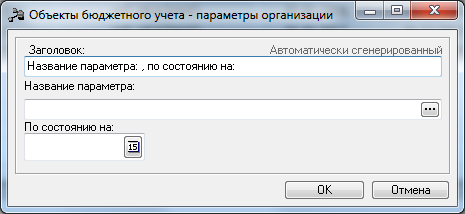 Объекты бюджетного учета - параметры организации
Заголовок: Автоматически сгенерированный
Название параметра: , по состоянию на:
Название параметра:
...
По состоянию на:
15
OK Отмена